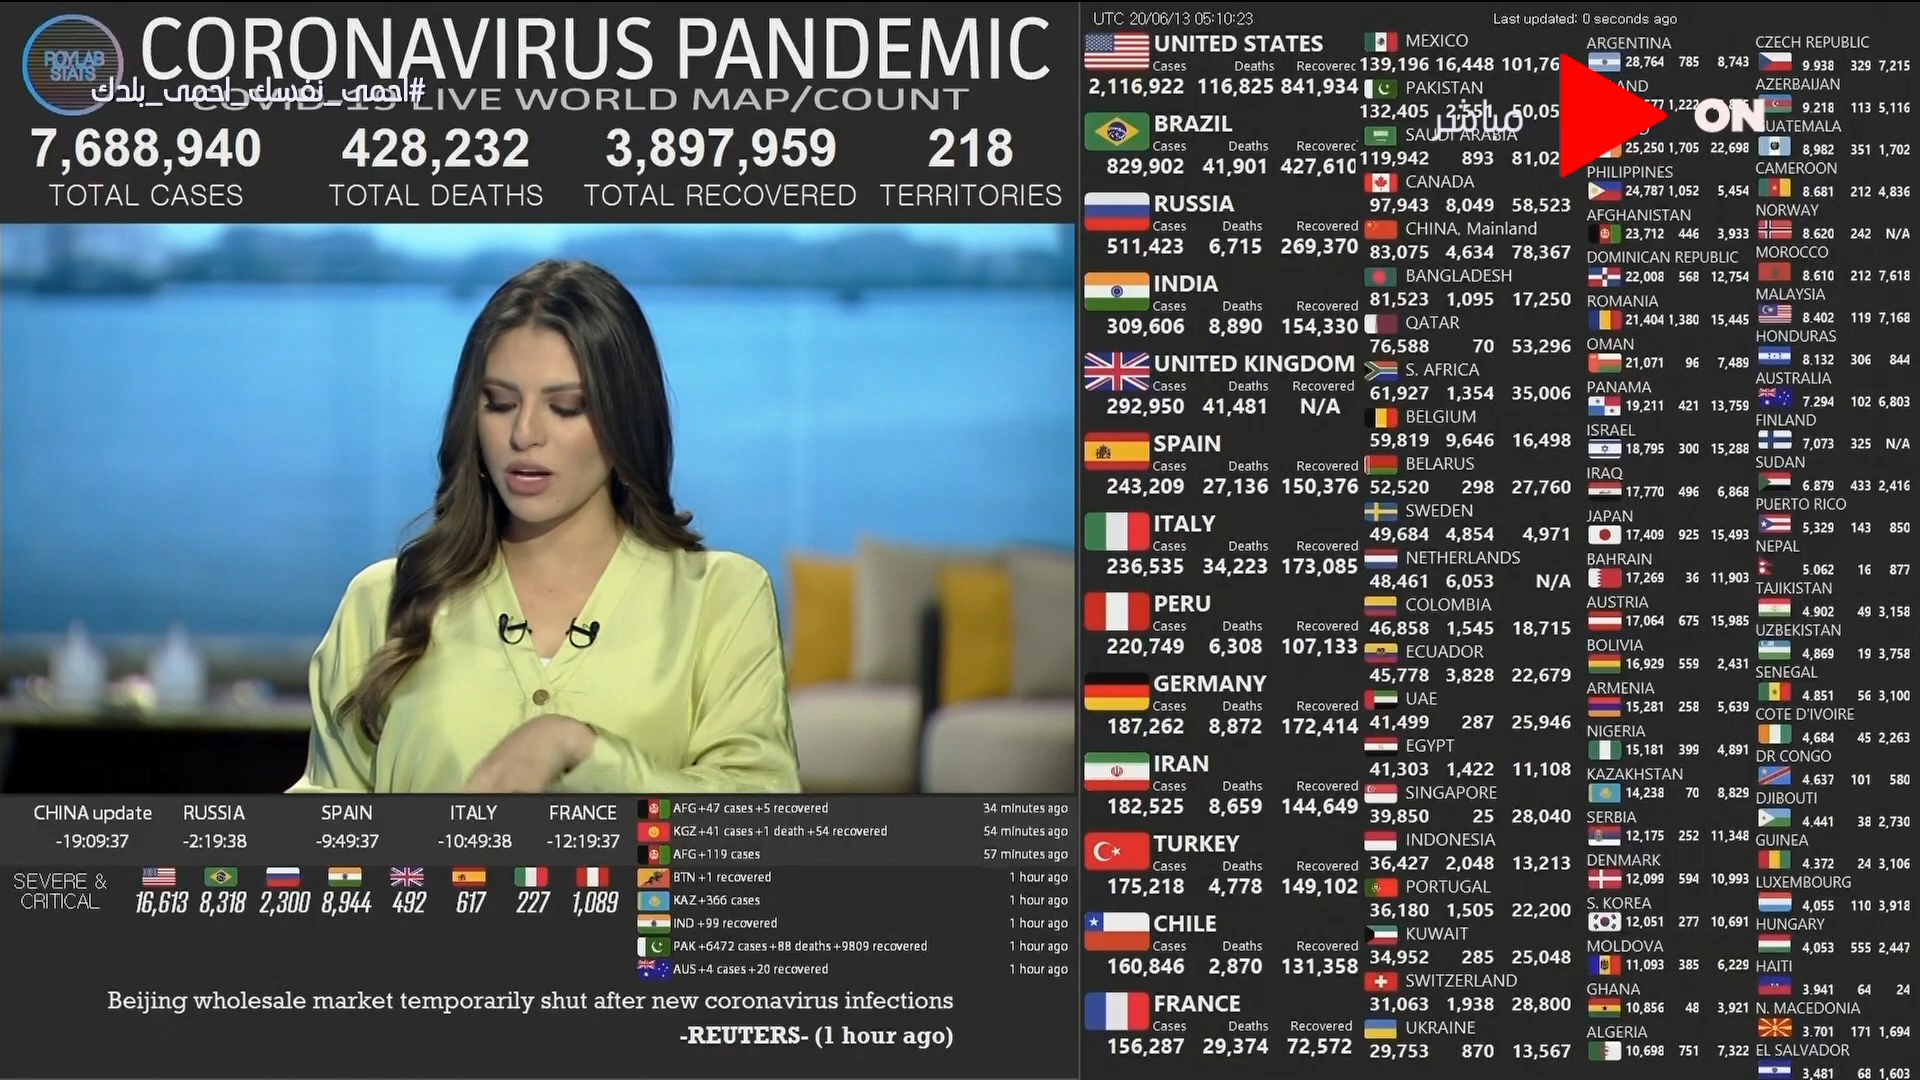 ROYLAB STATS
CORONAVIRUS PANDEMIC
LIVE WORLD MAP/COUNT
#احمى_نفسك_احمى_بلدك
7,688,940 428,232 3,897,959 218
TOTAL CASES TOTAL DEATHS TOTAL RECOVERED TERRITORIES
CHINA update RUSSIA SPAIN ITALY FRANCE
-19:09:37 -2:19:38 -9:49:37 -10:49:38 -12:19:37
SEVERE & CRITICAL
16,613 8,318 2,300 8,944 492 617 227 1,089
AFG +47 cases +5 recovered 34 minutes ago
KGZ +41 cases +1 death +54 recovered 54 minutes ago
AFG +119 cases 57 minutes ago
BTN +1 recovered 1 hour ago
KAZ +366 cases 1 hour ago
IND +99 recovered 1 hour ago
PAK +6472 cases +88 deaths +9809 recovered 1 hour ago
AUS +4 cases +20 recovered 1 hour ago
Beijing wholesale market temporarily shut after new coronavirus infections
-REUTERS- (1 hour ago)
UTC 20/06/13 05:10:23
Last updated: 0 seconds ago
UNITED STATES
Cases Deaths Recovered
2,116,922 116,825 841,934
BRAZIL
Cases Deaths Recovered
829,902 41,901 427,610
RUSSIA
Cases Deaths Recovered
511,423 6,715 269,370
INDIA
Cases Deaths Recovered
309,606 8,890 154,330
UNITED KINGDOM
Cases Deaths Recovered
292,950 41,481 N/A
SPAIN
Cases Deaths Recovered
243,209 27,136 150,376
ITALY
Cases Deaths Recovered
236,535 34,223 173,085
PERU
Cases Deaths Recovered
220,749 6,308 107,133
GERMANY
Cases Deaths Recovered
187,262 8,872 172,414
IRAN
Cases Deaths Recovered
182,525 8,659 144,649
TURKEY
Cases Deaths Recovered
175,218 4,778 149,102
CHILE
Cases Deaths Recovered
160,846 2,870 131,358
FRANCE
Cases Deaths Recovered
156,287 29,374 72,572
MEXICO
139,196 16,448
PAKISTAN
132,405
مباشر
SAUDI ARABIA
119,942 893
CANADA
97,943 8,049 58,523
CHINA, Mainland
83,075 4,634 78,367
BANGLADESH
81,523 1,095 17,250
QATAR
76,588 70 53,296
S. AFRICA
61,927 1,354 35,006
BELGIUM
59,819 9,646 16,498
BELARUS
52,520 298 27,760
SWEDEN
49,684 4,854 4,971
NETHERLANDS
48,461 6,053 N/A
COLOMBIA
46,858 1,545 18,715
ECUADOR
45,778 3,828 22,679
UAE
41,499 287 25,946
EGYPT
41,303 1,422 11,108
SINGAPORE
39,850 25 28,040
INDONESIA
36,427 2,048 13,213
PORTUGAL
36,180 1,505 22,200
KUWAIT
34,952 285 25,048
SWITZERLAND
31,063 1,938 28,800
UKRAINE
29,753 870 13,567
ARGENTINA
28,764 785 8,743
25,250 1,705 22,698
PHILIPPINES
24,787 1,052 5,454
AFGHANISTAN
23,712 446 3,933
DOMINICAN REPUBLIC
22,008 568 12,754
ROMANIA
21,404 1,380 15,445
OMAN
21,071 96 7,489
PANAMA
19,211 421 13,759
ISRAEL
18,795 300 15,288
IRAQ
17,770 496 6,868
JAPAN
17,409 925 15,493
BAHRAIN
17,269 36 11,903
AUSTRIA
17,064 675 15,985
BOLIVIA
16,929 559 2,431
ARMENIA
15,281 258 5,639
NIGERIA
15,181 399 4,891
KAZAKHSTAN
14,238 70 8,829
SERBIA
12,175 252 11,348
DENMARK
12,099 594 10,993
S. KOREA
12,051 277 10,691
MOLDOVA
11,093 385 6,229
GHANA
10,856 48 3,921
ALGERIA
10,698 751 7,322
CZECH REPUBLIC
9.938 329 7,215
AZERBAIJAN
9.218 113 5,116
ON
GUATEMALA
8,982 351 1,702
CAMEROON
8.681 212 4,836
NORWAY
8.620 242 N/A
MOROCCO
8.610 212 7,618
MALAYSIA
8.402 119 7,168
HONDURAS
8.132 306 844
AUSTRALIA
7.294 102 6,803
FINLAND
7,073 325 N/A
SUDAN
6.879 433 2,416
PUERTO RICO
5,329 143 850
NEPAL
5.062 16 877
TAJIKISTAN
4.902 49 3,158
UZBEKISTAN
4,869 19 3,758
SENEGAL
4.851 56 3,100
COTE D'IVOIRE
4,684 45 2,263
DR CONGO
4.637 101 580
DJIBOUTI
4.441 38 2,730
GUINEA
4.372 24 3,106
LUXEMBOURG
4,055 110 3,918
HUNGARY
4,053 555 2,447
HAITI
3.941 64 24
N. MACEDONIA
3.701 171 1,694
EL SALVADOR
3,481 68 1,603